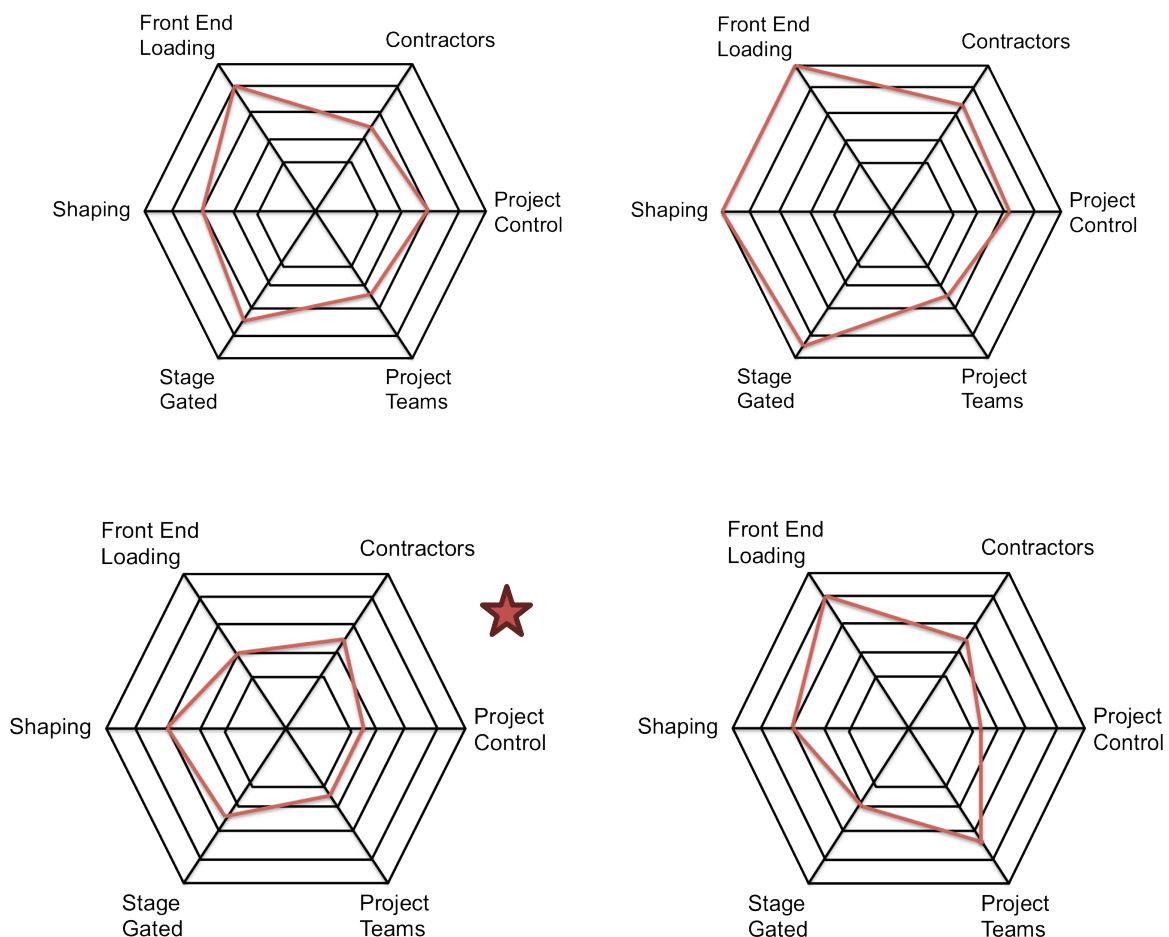 Front End
Loading
Contractors
Shaping
Project
Control
Stage
Gated
Project
Teams
Front End
Loading
Contractors
Shaping
Project
Control
Stage
Gated
Project
Teams
Front End
Loading
Contractors
Shaping
Project
Control
Stage
Gated
Project
Teams
Front End
Loading
Contractors
Shaping
Project
Control
Stage
Gated
Project
Teams